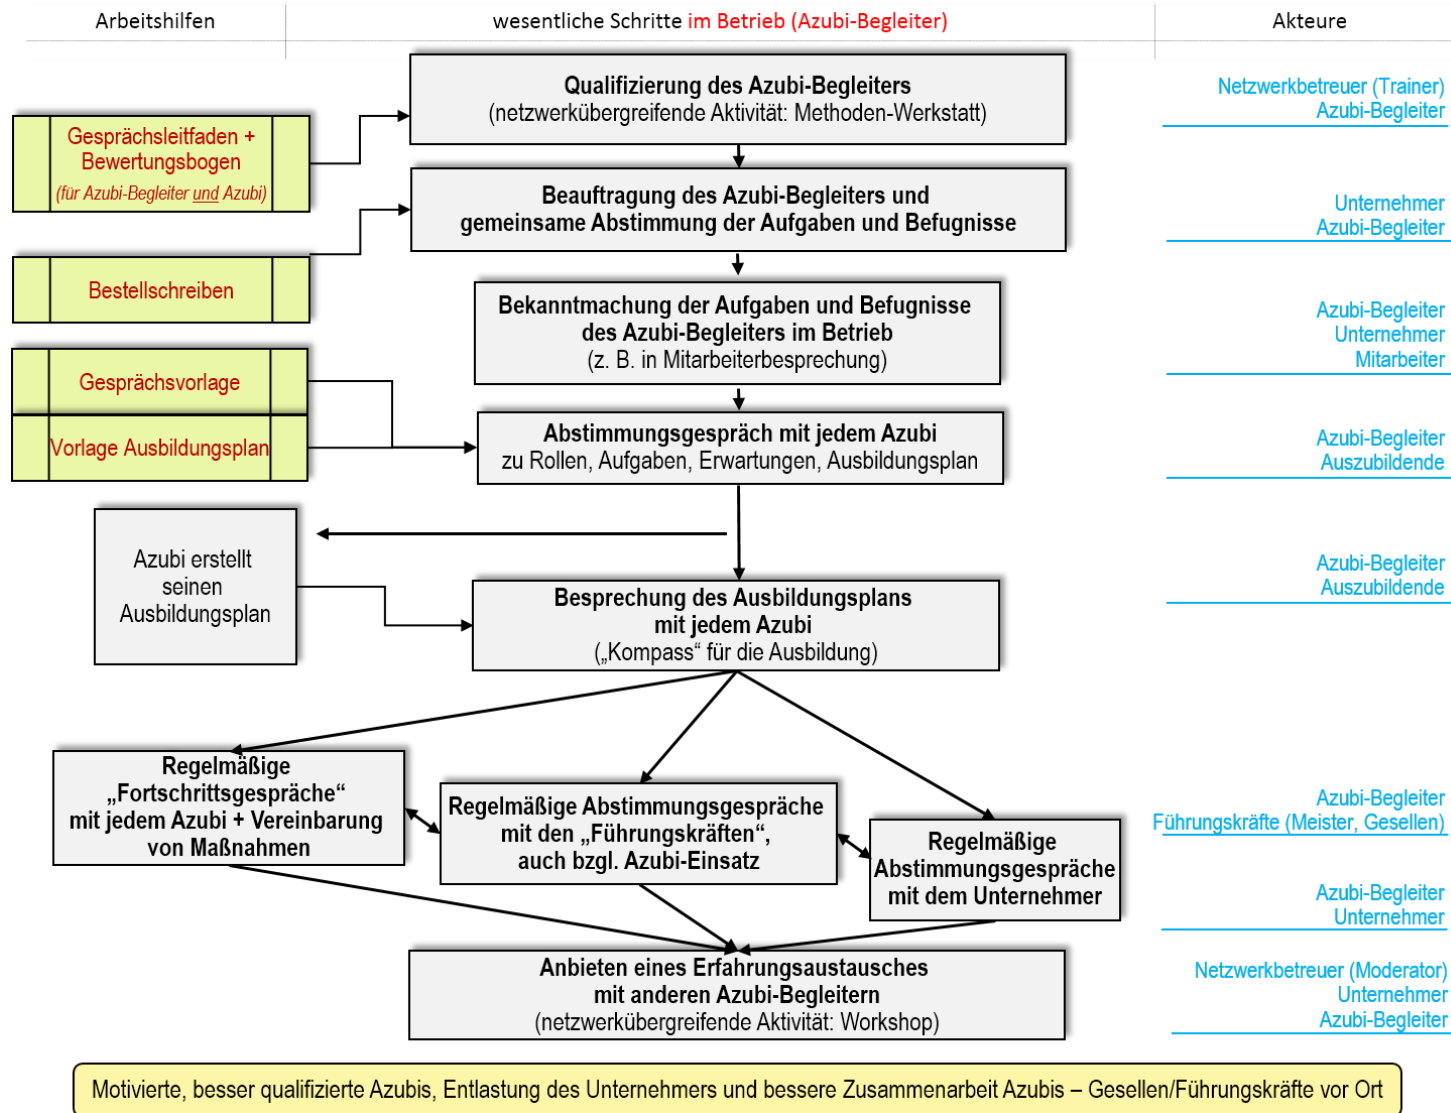 Arbeitshilfen
wesentliche Schritte im Betrieb (Azubi-Begleiter)
Akteure
Qualifizierung des Azubi-Begleiters
(netzwerkübergreifende Aktivität: Methoden-Werkstatt)
Netzwerkbetreuer (Trainer)
Azubi-Begleiter
Gesprächsleitfaden +
Bewertungsbogen
(für Azubi-Begleiter und Azubi)
Beauftragung des Azubi-Begleiters und
gemeinsame Abstimmung der Aufgaben und Befugnisse
Unternehmer
Azubi-Begleiter
Bestellschreiben
Bekanntmachung der Aufgaben und Befugnisse
des Azubi-Begleiters im Betrieb
(z. B. in Mitarbeiterbesprechung)
Azubi-Begleiter
Unternehmer
Mitarbeiter
Gesprächsvorlage
Vorlage Ausbildungsplan
Abstimmungsgespräch mit jedem Azubi
zu Rollen, Aufgaben, Erwartungen, Ausbildungsplan
Azubi-Begleiter
Auszubildende
Azubi erstellt
seinen
Ausbildungsplan
Besprechung des Ausbildungsplans
mit jedem Azubi
(„Kompass“ für die Ausbildung)
Azubi-Begleiter
Auszubildende
Regelmäßige
„Fortschrittsgespräche“
mit jedem Azubi + Vereinbarung
von Maßnahmen
Regelmäßige Abstimmungsgespräche
mit den „Führungskräften“,
auch bzgl. Azubi-Einsatz
Regelmäßige
Abstimmungsgespräche
mit dem Unternehmer
Azubi-Begleiter
Führungskräfte (Meister, Gesellen)
Azubi-Begleiter
Unternehmer
Anbieten eines Erfahrungsaustausches
mit anderen Azubi-Begleitern
(netzwerkübergreifende Aktivität: Workshop)
Netzwerkbetreuer (Moderator)
Unternehmer
Azubi-Begleiter
Motivierte, besser qualifizierte Azubis, Entlastung des Unternehmers und bessere Zusammenarbeit Azubis – Gesellen/Führungskräfte vor Ort